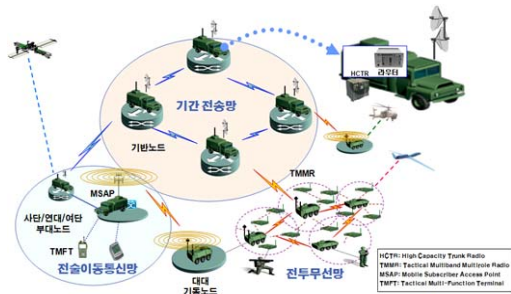 HCTR
라우터
기간 전송망
기반노드
TMMR
MSAP
사단/연대/여단
부대노드
TMFT
전술이동통신망
대대
기동노드
전투무선망
HCTR: High Capacity Trunk Radio
TMMR: Tactical Multiband Multirole Radio
MSAP: Mobile Subscriber Access Point
TMFT: Tactical Multi-Function Terminal